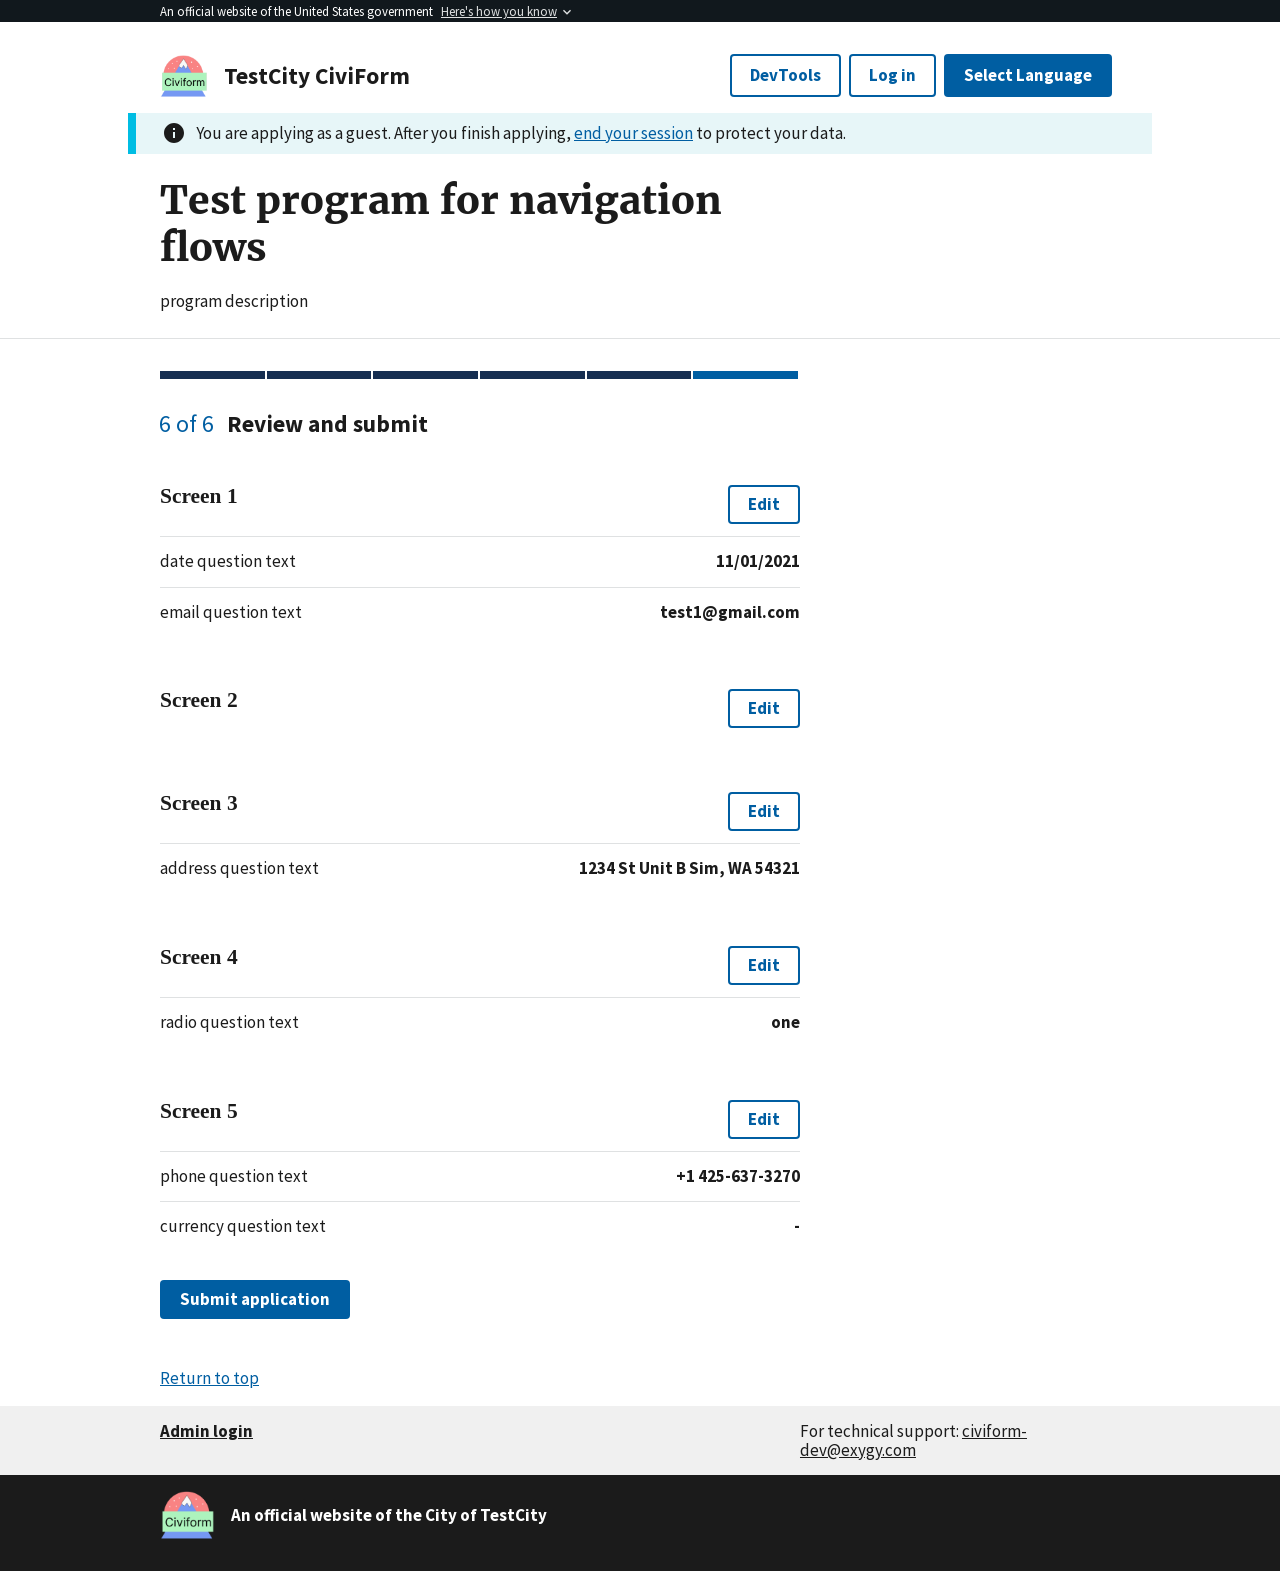 An official website of the United States government Here's how you know
Civiform
TestCity CiviForm
DevTools
Log in
Select Language
You are applying as a guest. After you finish applying, end your session to protect your data.
Test program for navigation
flows
program description
6 of 6 Review and submit
Screen 1
Edit
date question text 11/01/2021
email question text test1@gmail.com
Screen 2
Edit
Screen 3
Edit
address question text 1234 St Unit B Sim, WA 54321
Screen 4
Edit
radio question text one
Screen 5
Edit
phone question text +1 425-637-3270
currency question text -
Submit application
Return to top
Admin login
For technical support: civiform-
dev@exygy.com
Civiform
An official website of the City of TestCity